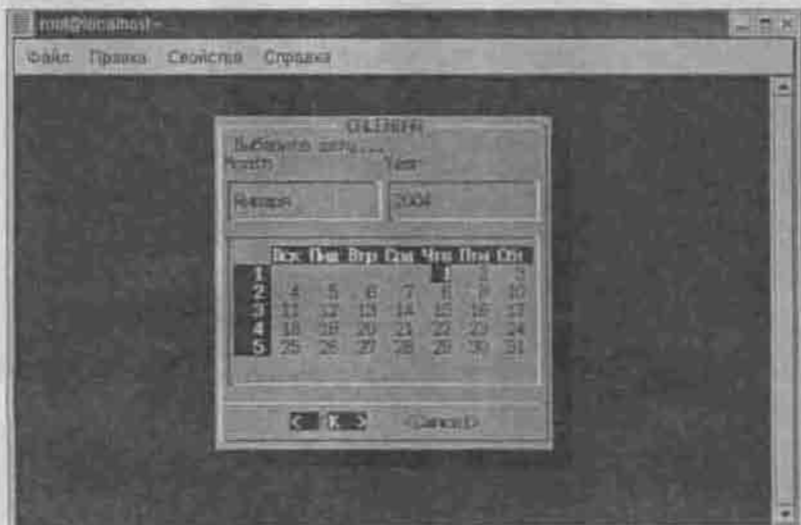 root@localhost:~
Файл Правка Свойства Справка
CALENDAR
Выберите дату...
Month Year
Января 2004
Вск Пнд Втр Срд Чтв Птн Сбт
1 1 2 3
2 4 5 6 7 8 9 10
3 11 12 13 14 15 16 17
4 18 19 20 21 22 23 24
5 25 26 27 28 29 30 31
< K > <Cancel>